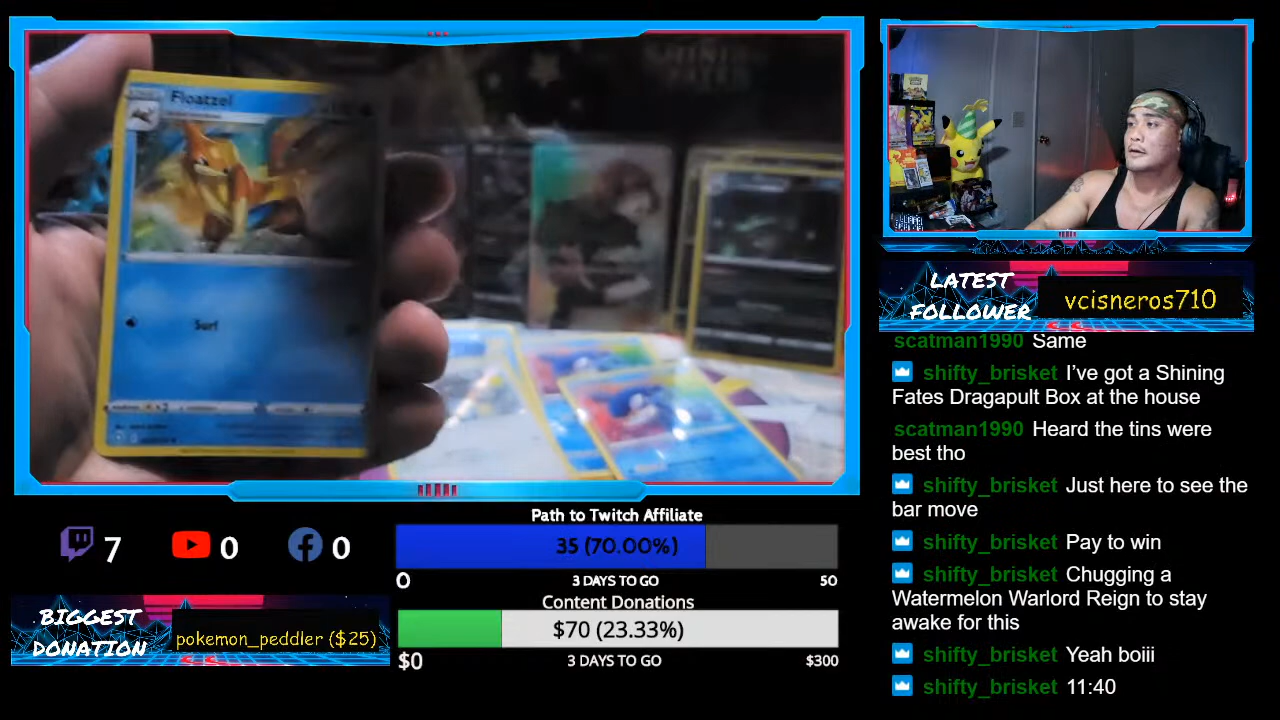 Floatzel
SHINING
FATES
Surf
LATEST
FOLLOWER
vcisneros710
scatman1990 Same
shifty_brisket I've got a Shining
Fates Dragapult Box at the house
scatman1990 Heard the tins were
best tho
shifty_brisket Just here to see the
bar move
shifty_brisket Pay to win
shifty_brisket Chugging a
Watermelon Warlord Reign to stay
awake for this
shifty_brisket Yeah boiii
shifty_brisket 11:40
7
0
0
Path to Twitch Affiliate
35 (70.00%)
0
3 DAYS TO GO
50
Content Donations
$70 (23.33%)
$0
3 DAYS TO GO
$300
BIGGEST
DONATION
pokemon_peddler ($25)